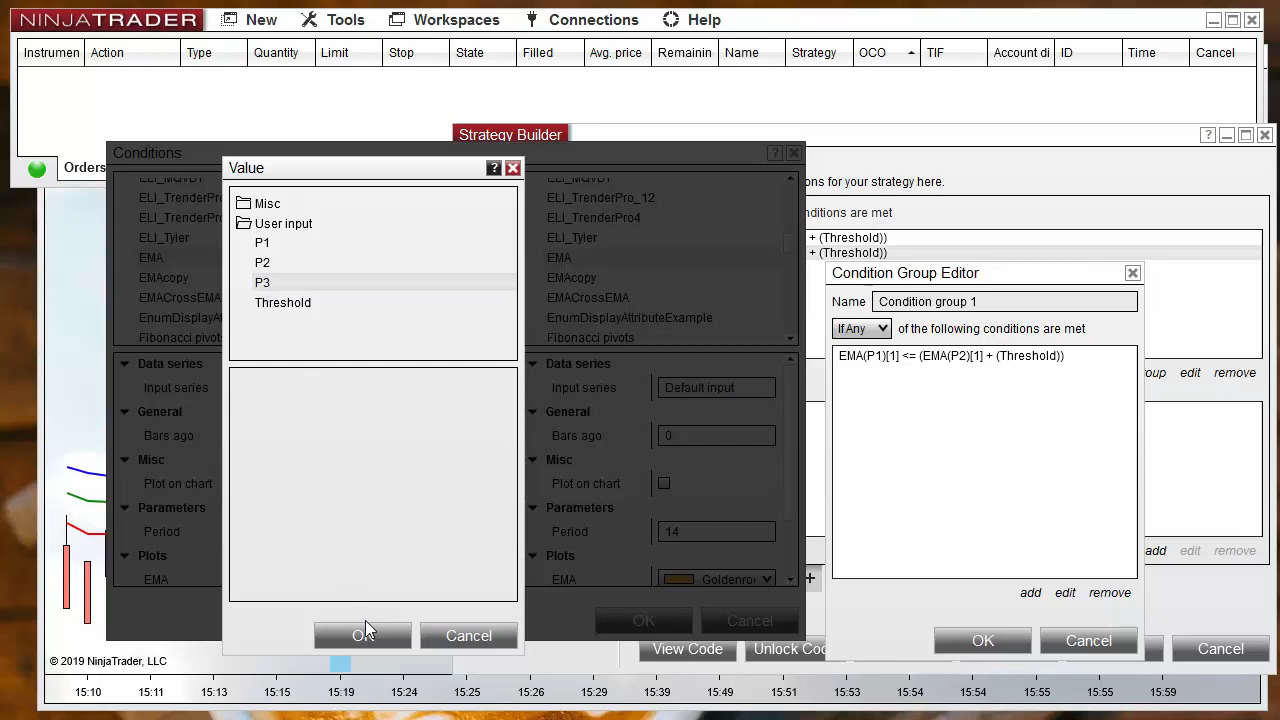 NINJATRADER New Tools Workspaces Connections Help
Instrumen Action Type Quantity Limit Stop State Filled Avg. price Remainin Name Strategy OCO TIF Account di ID Time Cancel
Strategy Builder
Orders
Conditions
Value
Misc
User input
P1
P2
P3
Threshold
OK Cancel
ELI_TrenderPro
ELI_TrenderPro
ELI_Tyler
EMA
EMAcopy
EMACrossEMA
EnumDisplayAttributeExample
Fibonacci pivots
Data series
Input series
General
Bars ago
Misc
Plot on chart
Parameters
Period
Plots
EMA
ELI_TrenderPro_12
ELI_TrenderPro4
ELI_Tyler
EMA
EMAcopy
EMACrossEMA
EnumDisplayAttributeExample
Fibonacci pivots
Data series
Input series Default input
General
Bars ago 0
Misc
Plot on chart
Parameters
Period 14
Plots
EMA Goldenro
OK Cancel
ons for your strategy here.
nditions are met
+ (Threshold))
+ (Threshold))
Condition Group Editor
Name Condition group 1
If Any of the following conditions are met
EMA(P1)[1] <= (EMA(P2)[1] + (Threshold))
add edit remove
OK Cancel
oup edit remove
add edit remove
View Code Unlock Co Cancel
© 2019 NinjaTrader, LLC
15:10 15:11 15:13 15:15 15:19 15:24 15:25 15:26 15:29 15:39 15:49 15:51 15:53 15:54 15:55 15:55 15:59